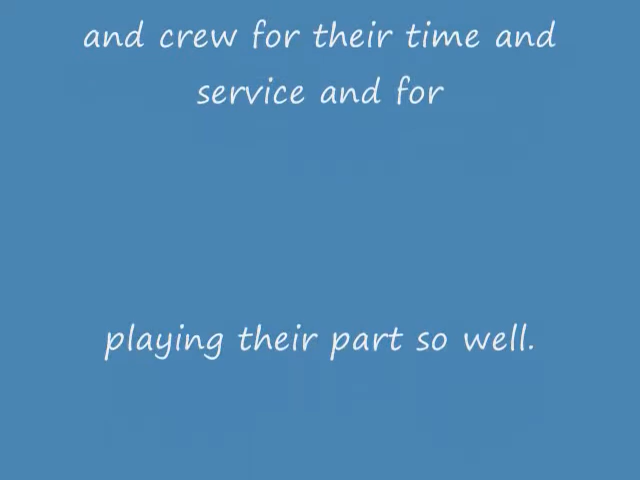 and crew for their time and
service and for
playing their part so well.